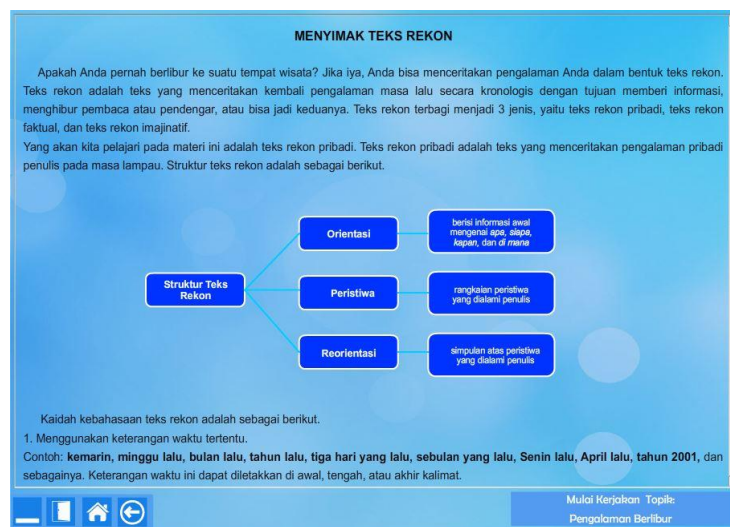 MENYIMAK TEKS REKON
Apakah Anda pernah berlibur ke suatu tempat wisata? Jika iya, Anda bisa menceritakan pengalaman Anda dalam bentuk teks rekon.
Teks rekon adalah teks yang menceritakan kembali pengalaman masa lalu secara kronologis dengan tujuan memberi informasi,
menghibur pembaca atau pendengar, atau bisa jadi keduanya. Teks rekon terbagi menjadi 3 jenis, yaitu teks rekon pribadi, teks rekon
faktual, dan teks rekon imajinatif.
Yang akan kita pelajari pada materi ini adalah teks rekon pribadi. Teks rekon pribadi adalah teks yang menceritakan pengalaman pribadi
penulis pada masa lampau. Struktur teks rekon adalah sebagai berikut.
Struktur Teks
Rekon
Orientasi
berisi informasi awal
mengenai apa, siapa,
kapan, dan di mana
Peristiwa
rangkaian peristiwa
yang dialami penulis
Reorientasi
simpulan atas peristiwa
yang dialami penulis
Kaidah kebahasaan teks rekon adalah sebagai berikut.
1. Menggunakan keterangan waktu tertentu.
Contoh: kemarin, minggu lalu, bulan lalu, tahun lalu, tiga hari yang lalu, sebulan yang lalu, Senin lalu, April lalu, tahun 2001, dan
sebagainya. Keterangan waktu ini dapat diletakkan di awal, tengah, atau akhir kalimat.
Mulai Kerjakan Topik:
Pengalaman Berlibur